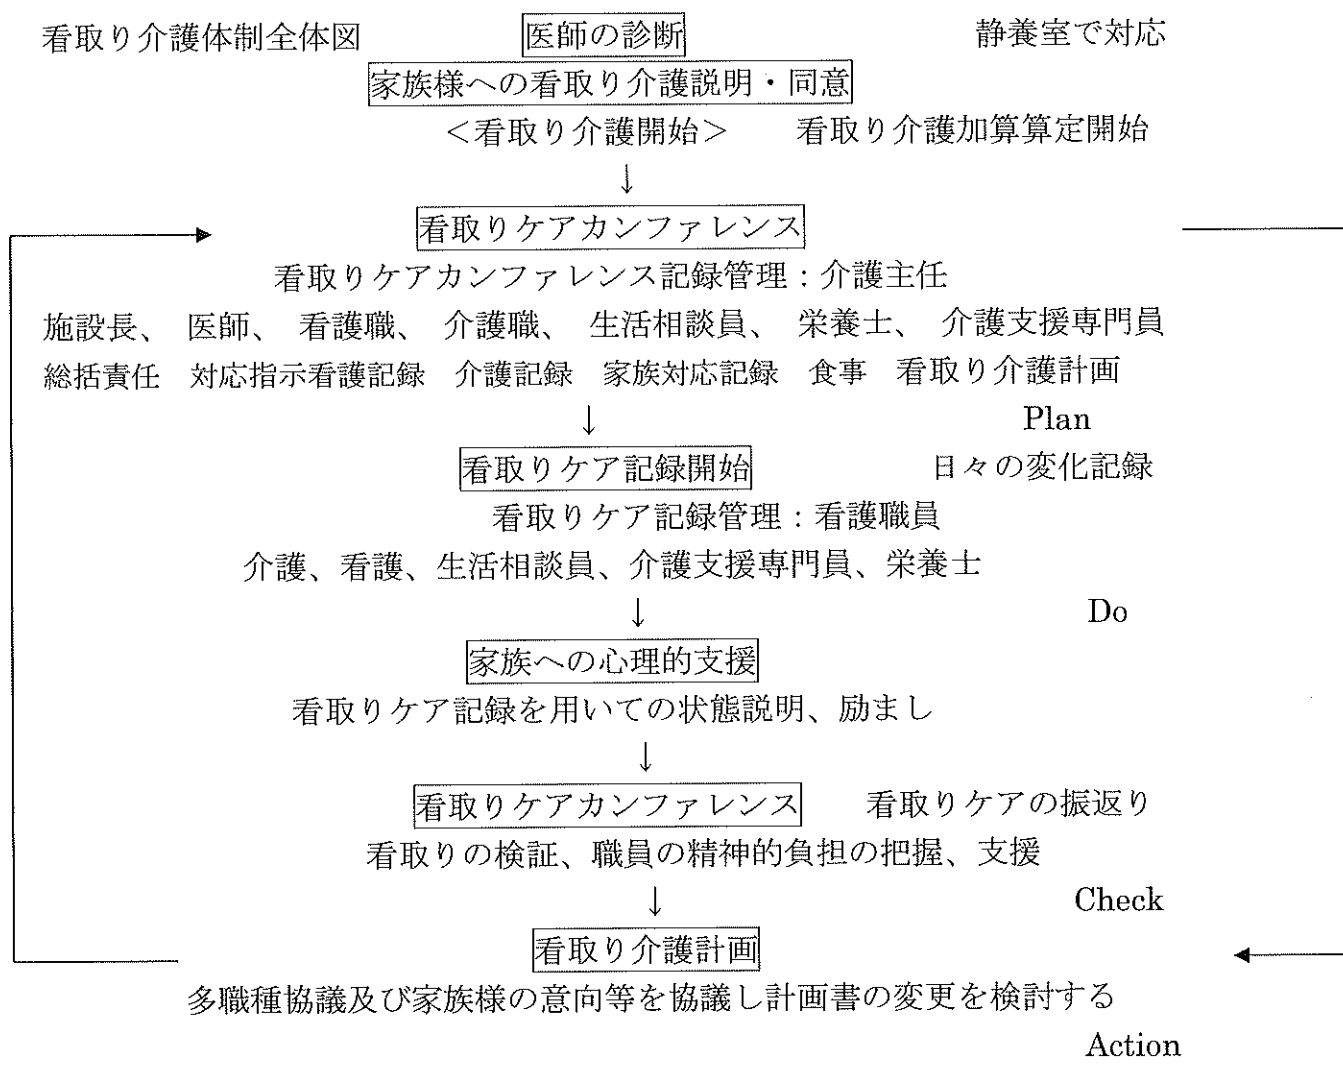 看取り介護体制全体図 医師の診断 静養室で対応
家族様への看取り介護説明・同意
＜看取り介護開始＞ 看取り介護加算算定開始
↓
看取りケアカンファレンス
看取りケアカンファレンス記録管理：介護主任
施設長、 医師、 看護職、 介護職、 生活相談員、 栄養士、 介護支援専門員
総括責任 対応指示看護記録 介護記録 家族対応記録 食事 看取り介護計画
↓ Plan
看取りケア記録開始 日々の変化記録
看取りケア記録管理：看護職員
介護、看護、生活相談員、介護支援専門員、栄養士
↓ Do
家族への心理的支援
看取りケア記録を用いての状態説明、励まし
↓
看取りケアカンファレンス 看取りケアの振返り
看取りの検証、職員の精神的負担の把握、支援
↓ Check
看取り介護計画
多職種協議及び家族様の意向等を協議し計画書の変更を検討する
Action